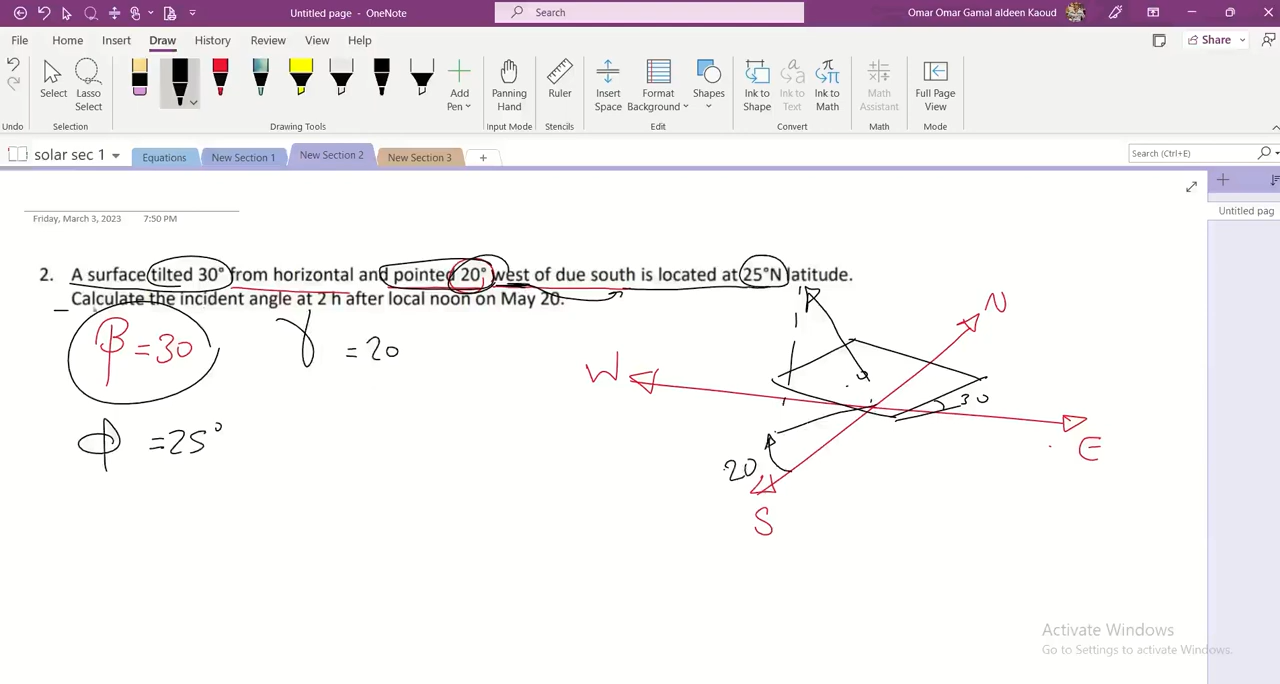 Untitled page - OneNote
Search
Omar Omar Gamal aldeen Kaoud
File Home Insert Draw History Review View Help
Share
Undo
Select
Lasso Select
Add Pen
Panning Hand
Ruler
Insert Space
Format Background
Shapes
Ink to Shape
Ink to Text
Ink to Math
Math Assistant
Full Page View
Undo Selection Drawing Tools Input Mode Stencils Edit Convert Math Mode
solar sec 1 Equations New Section 1 New Section 2 New Section 3
Search (Ctrl+E)
Untitled pag
Friday, March 3, 2023 7:50 PM
2. A surface tilted 30° from horizontal and pointed 20° west of due south is located at 25°N latitude.
Calculate the incident angle at 2 h after local noon on May 20.
β = 30
γ = 20
ϕ = 25°
N
W
30
E
20
S
Activate Windows
Go to Settings to activate Windows.